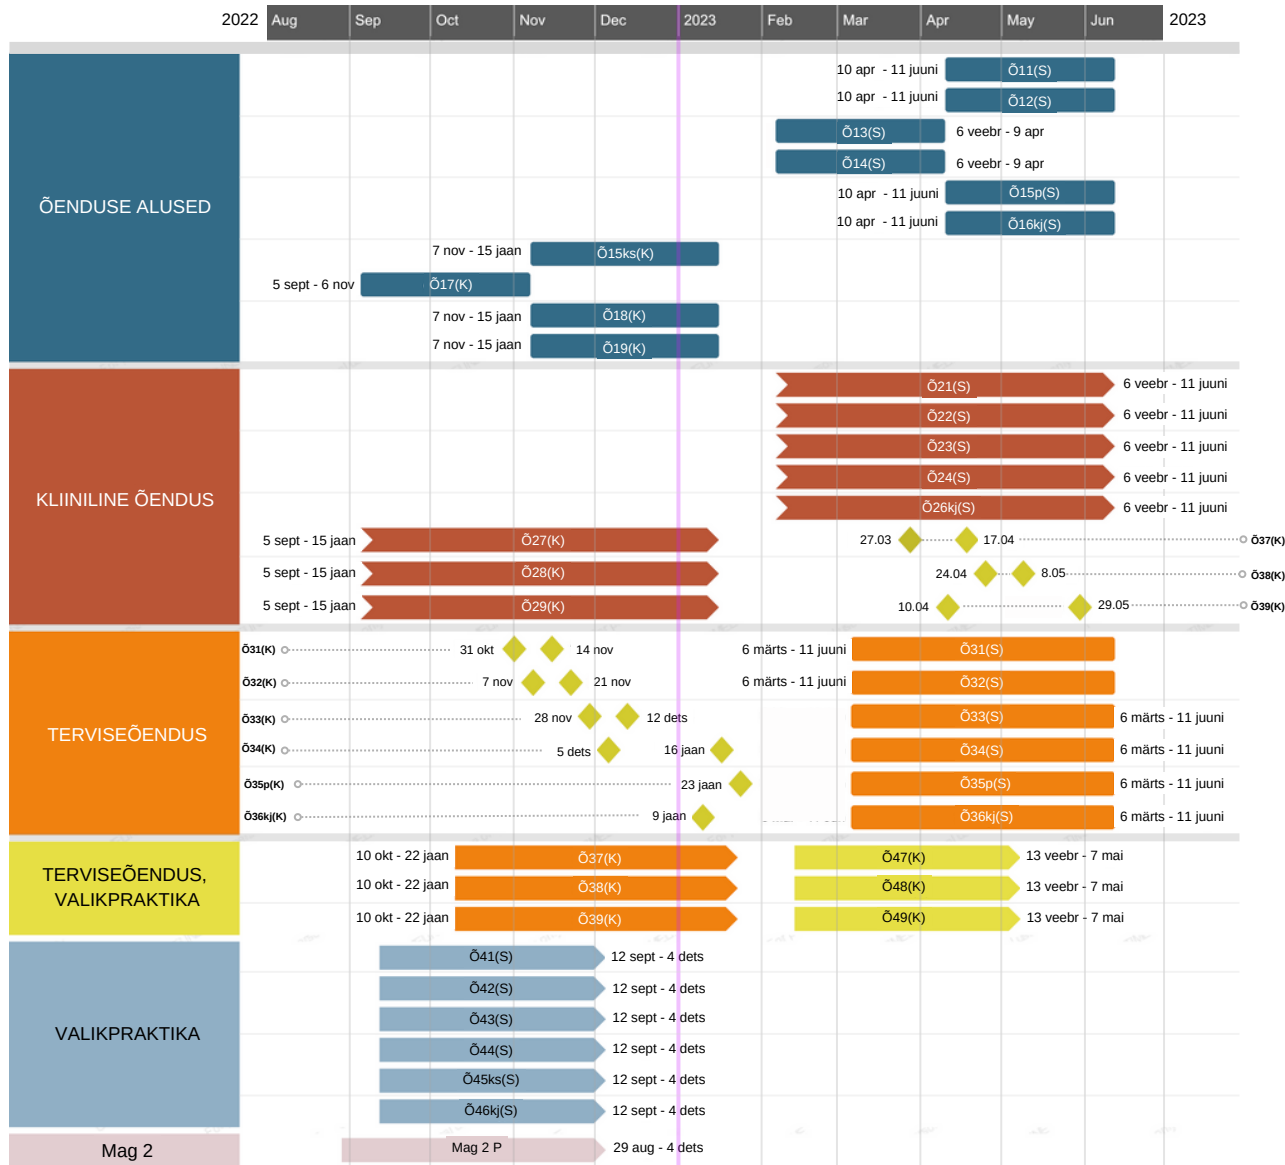 2022 Aug Sep Oct Nov Dec 2023 Feb Mar Apr May Jun 2023
ÕENDUSE ALUSED
10 apr - 11 juuni Õ11(S)
10 apr - 11 juuni Õ12(S)
Õ13(S) 6 veebr - 9 apr
Õ14(S) 6 veebr - 9 apr
10 apr - 11 juuni Õ15p(S)
10 apr - 11 juuni Õ16kj(S)
7 nov - 15 jaan Õ15ks(K)
5 sept - 6 nov Õ17(K)
7 nov - 15 jaan Õ18(K)
7 nov - 15 jaan Õ19(K)
KLIINILINE ÕENDUS
Õ21(S) 6 veebr - 11 juuni
Õ22(S) 6 veebr - 11 juuni
Õ23(S) 6 veebr - 11 juuni
Õ24(S) 6 veebr - 11 juuni
Õ26kj(S) 6 veebr - 11 juuni
5 sept - 15 jaan Õ27(K) 27.03 17.04 Õ37(K)
5 sept - 15 jaan Õ28(K) 24.04 8.05 Õ38(K)
5 sept - 15 jaan Õ29(K) 10.04 29.05 Õ39(K)
TERVISEÕENDUS
Õ31(K) 31 okt 14 nov 6 märts - 11 juuni Õ31(S)
Õ32(K) 7 nov 21 nov 6 märts - 11 juuni Õ32(S)
Õ33(K) 28 nov 12 dets Õ33(S) 6 märts - 11 juuni
Õ34(K) 5 dets 16 jaan Õ34(S) 6 märts - 11 juuni
Õ35p(K) 23 jaan Õ35p(S) 6 märts - 11 juuni
Õ36kj(K) 9 jaan Õ36kj(S) 6 märts - 11 juuni
TERVISEÕENDUS,
VALIKPRAKTIKA
10 okt - 22 jaan Õ37(K) Õ47(K) 13 veebr - 7 mai
10 okt - 22 jaan Õ38(K) Õ48(K) 13 veebr - 7 mai
10 okt - 22 jaan Õ39(K) Õ49(K) 13 veebr - 7 mai
VALIKPRAKTIKA
Õ41(S) 12 sept - 4 dets
Õ42(S) 12 sept - 4 dets
Õ43(S) 12 sept - 4 dets
Õ44(S) 12 sept - 4 dets
Õ45ks(S) 12 sept - 4 dets
Õ46kj(S) 12 sept - 4 dets
Mag 2 Mag 2 P 29 aug - 4 dets